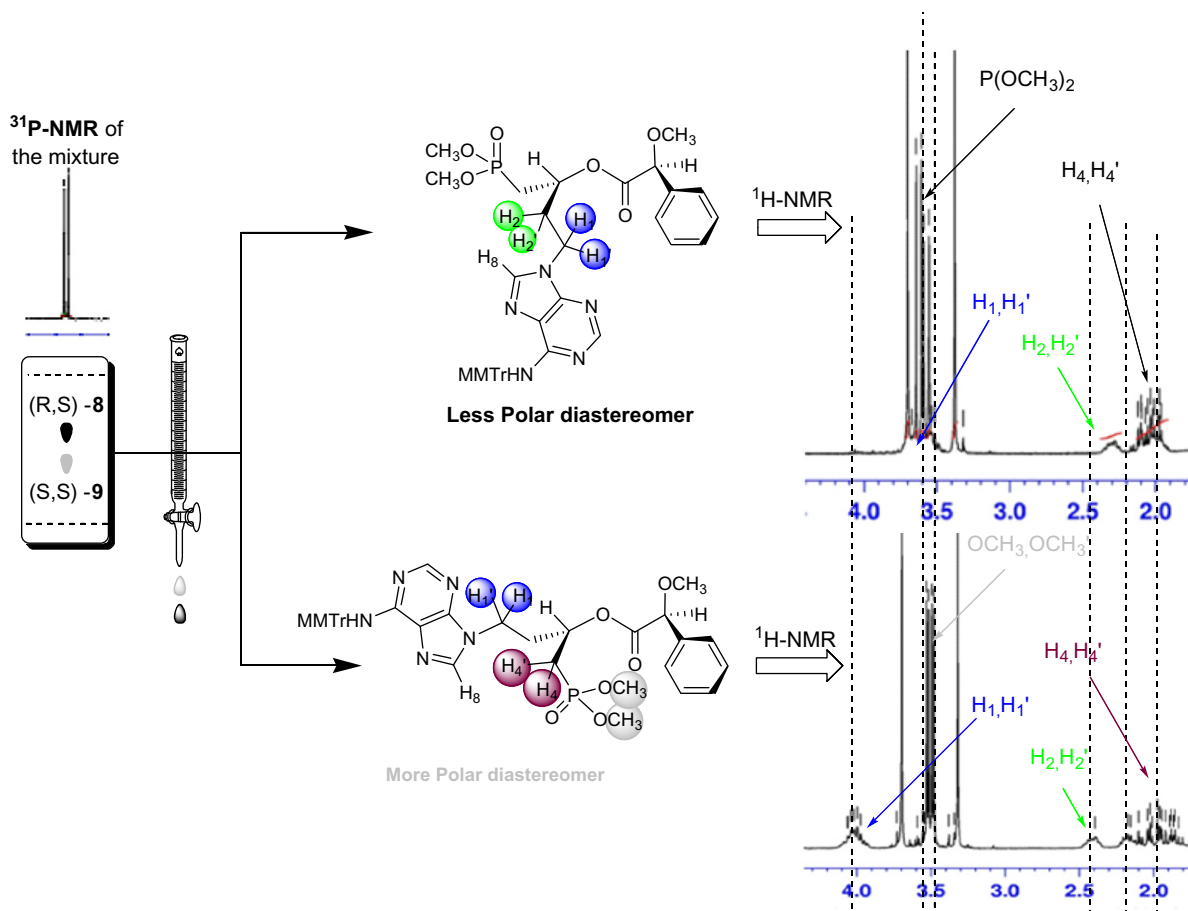 ³¹P-NMR of
the mixture
(R,S) -8
(S,S) -9
O
CH₃O
P
CH₃O
H
O
O
OCH₃
H
H₂
H₂'
H₁
H₁'
H₈
N
N
N
N
MMTrHN
Less Polar diastereomer
¹H-NMR
P(OCH₃)₂
H₄,H₄'
H₁,H₁'
H₂,H₂'
4.0 3.5 3.0 2.5 2.0
N
N
MMTrHN
N
N
H₈
H₁'
H₁
H
O
O
OCH₃
H
H₄'
H₄
P
O
OCH₃
OCH₃
More Polar diastereomer
¹H-NMR
OCH₃,OCH₃'
H₄,H₄'
H₁,H₁'
H₂,H₂'
4.0 3.5 3.0 2.5 2.0